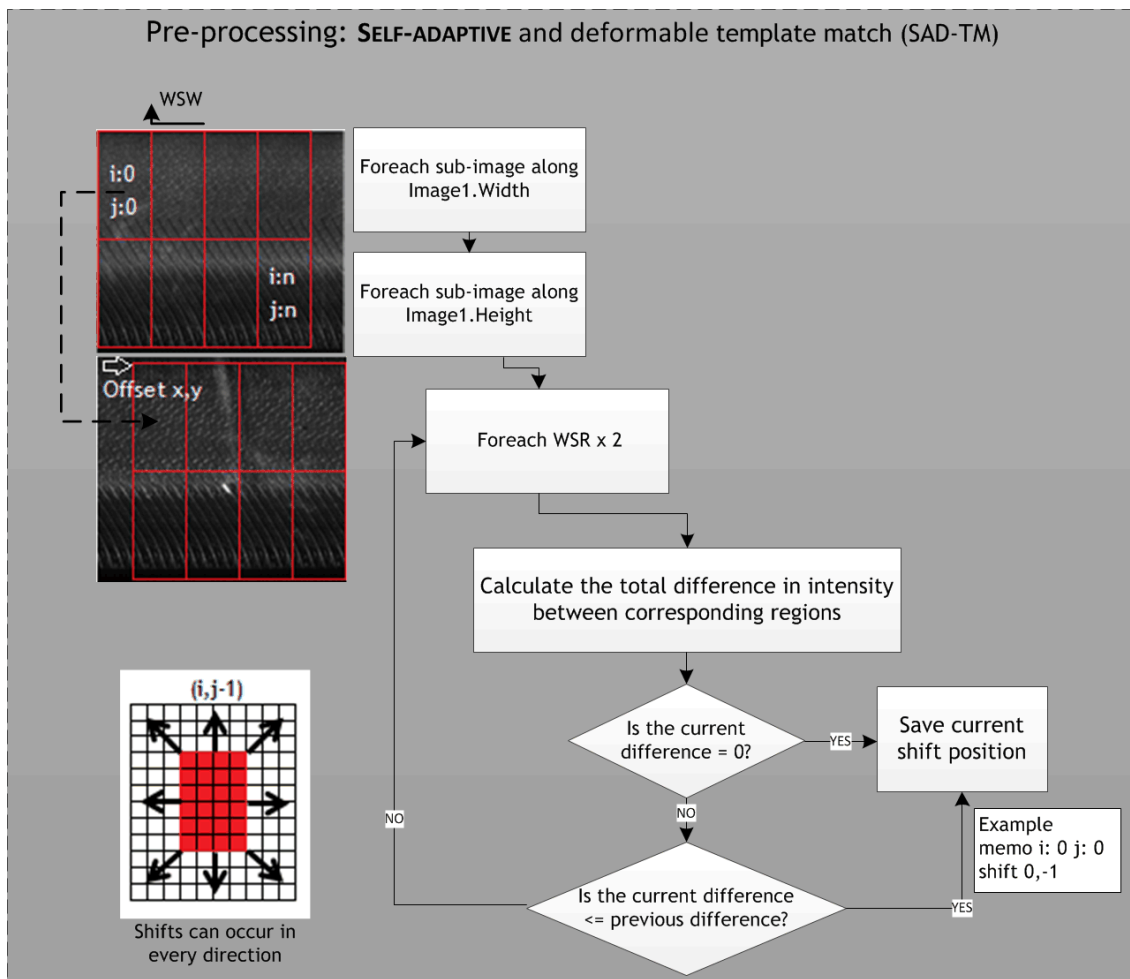 Pre-processing: SELF-ADAPTIVE and deformable template match (SAD-TM)
WSW
i:0
j:0
i:n
j:n
Offset x,y
Foreach sub-image along
Image1.Width
Foreach sub-image along
Image1.Height
Foreach WSR x 2
Calculate the total difference in intensity
between corresponding regions
Is the current
difference = 0?
YES
Save current
shift position
NO
Is the current difference
<= previous difference?
YES
NO
Example
memo i: 0 j: 0
shift 0,-1
(i,j-1)
Shifts can occur in
every direction